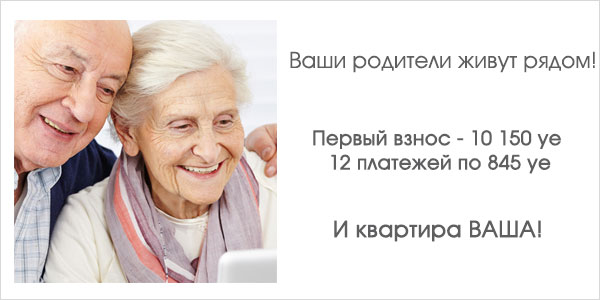 Ваши родители живут рядом!
Первый взнос - 10 150 уе
12 платежей по 845 уе
И квартира ВАША!